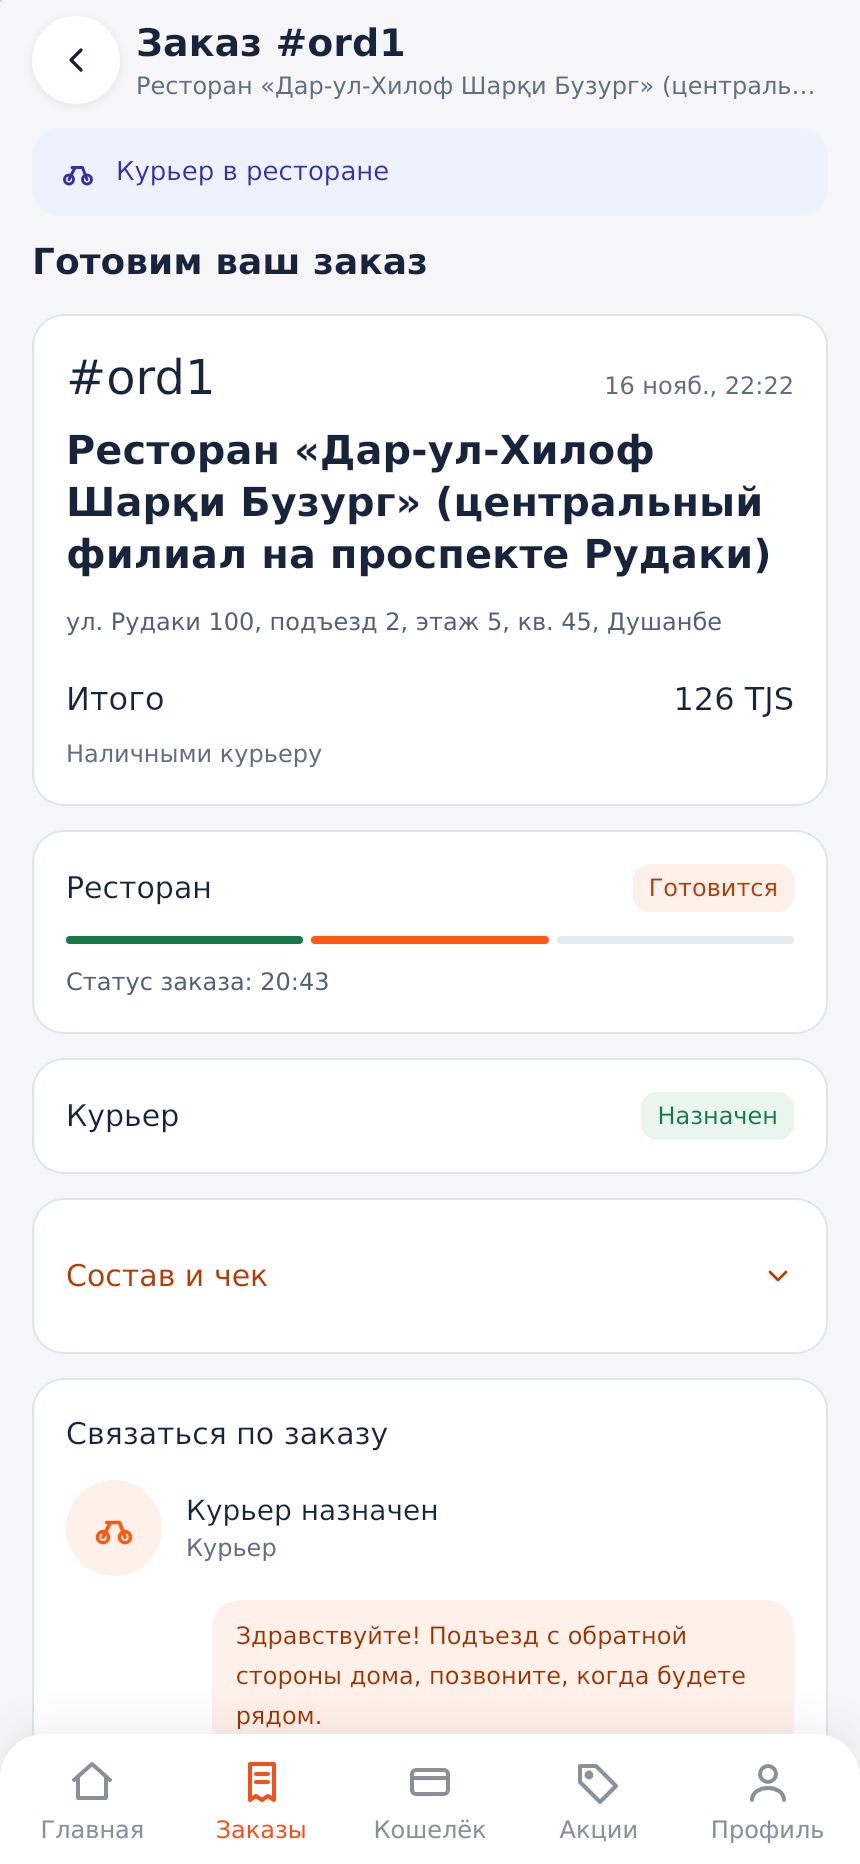 Заказ #ord1
Ресторан «Дар-ул-Хилоф Шарқи Бузург» (централь...
Курьер в ресторане
Готовим ваш заказ
#ord1
16 нояб., 22:22
Ресторан «Дар-ул-Хилоф
Шарқи Бузург» (центральный
филиал на проспекте Рудаки)
ул. Рудаки 100, подъезд 2, этаж 5, кв. 45, Душанбе
Итого
126 TJS
Наличными курьеру
Ресторан
Готовится
Статус заказа: 20:43
Курьер
Назначен
Состав и чек
Связаться по заказу
Курьер назначен
Курьер
Здравствуйте! Подъезд с обратной
стороны дома, позвоните, когда будете
рядом.
Главная
Заказы
Кошелёк
Акции
Профиль